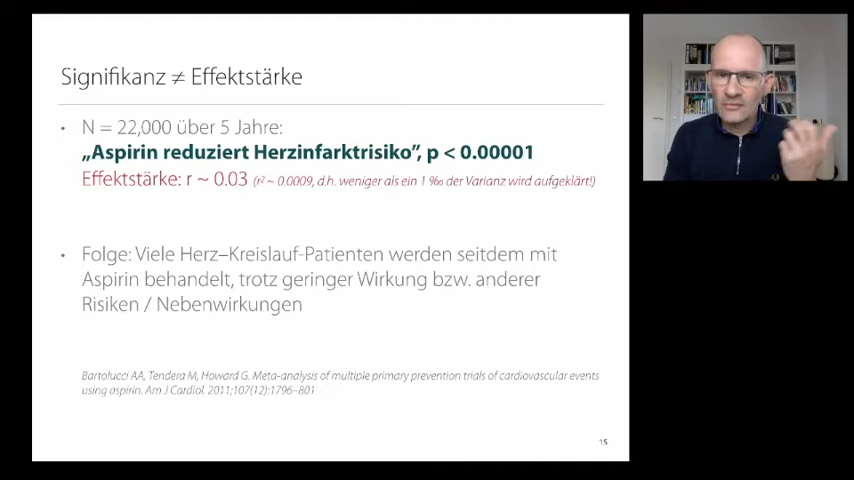 Signifikanz ≠ Effektstärke
• N = 22,000 über 5 Jahre:
„Aspirin reduziert Herzinfarktrisiko”, p < 0.00001
Effektstärke: r ~ 0.03 (r² ~ 0.0009, d.h. weniger als ein 1 ‰ der Varianz wird aufgeklärt!)
• Folge: Viele Herz–Kreislauf-Patienten werden seitdem mit
Aspirin behandelt, trotz geringer Wirkung bzw. anderer
Risiken / Nebenwirkungen
Bartolucci AA, Tendera M, Howard G. Meta-analysis of multiple primary prevention trials of cardiovascular events
using aspirin. Am J Cardiol. 2011;107(12):1796–801
15